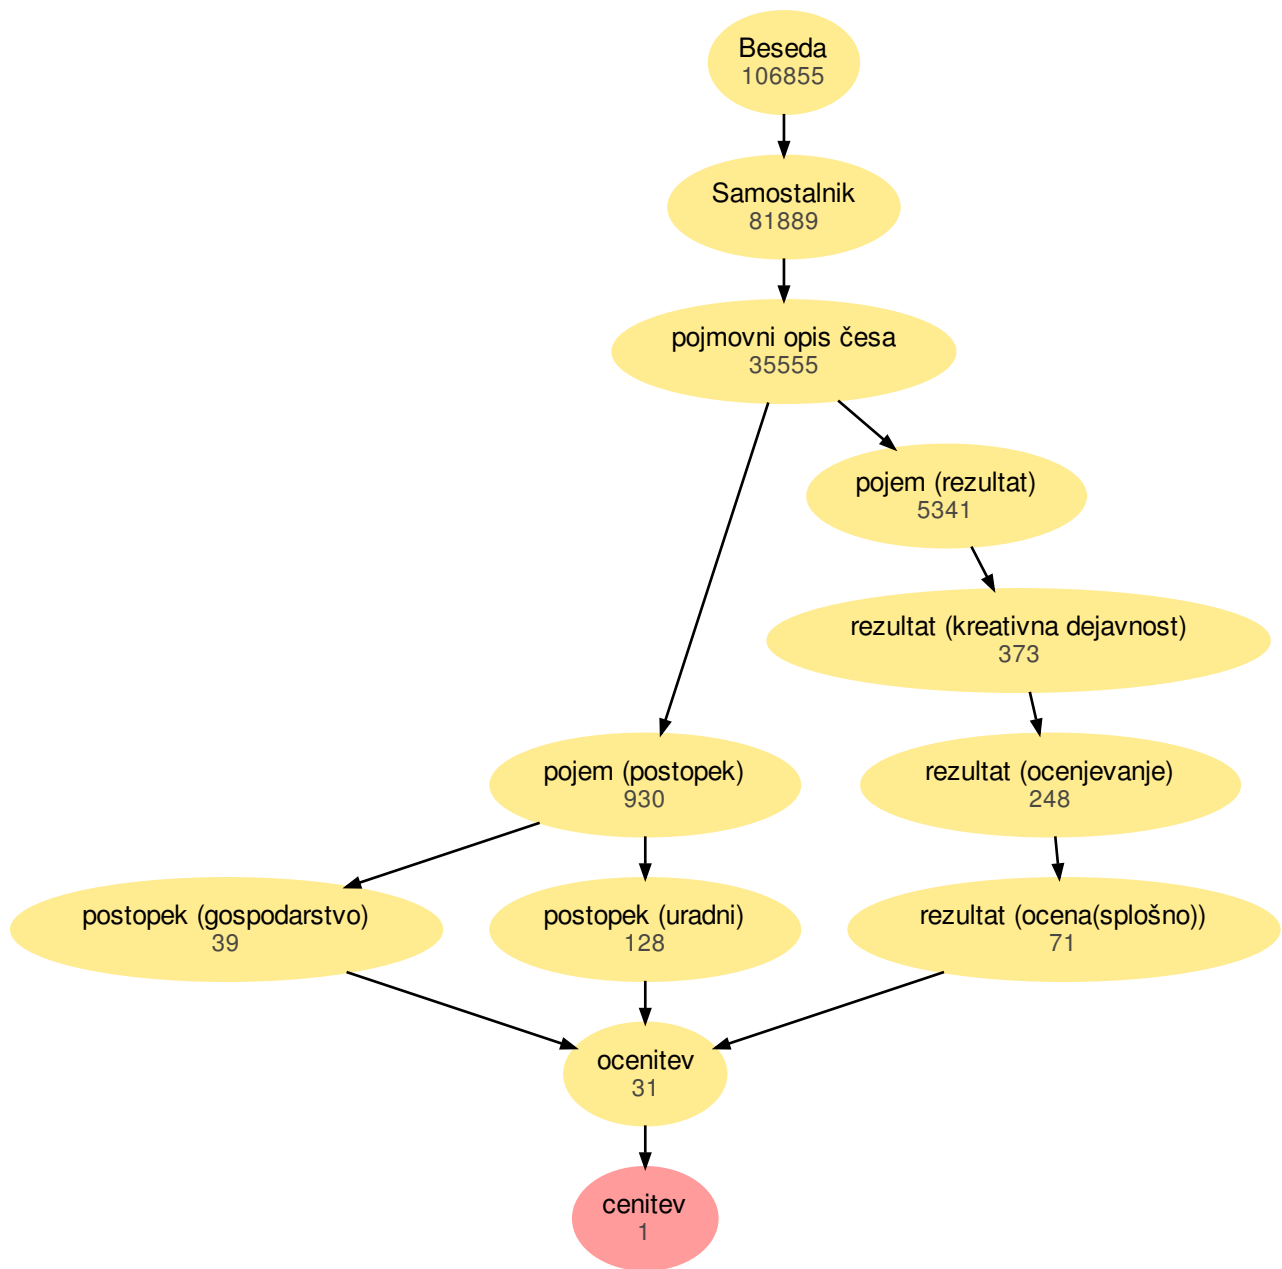 Beseda
106855
Samostalnik
81889
pojmovni opis česa
35555
pojem (rezultat)
5341
rezultat (kreativna dejavnost)
373
pojem (postopek)
930
rezultat (ocenjevanje)
248
postopek (gospodarstvo)
39
postopek (uradni)
128
rezultat (ocena(splošno))
71
ocenitev
31
cenitev
1